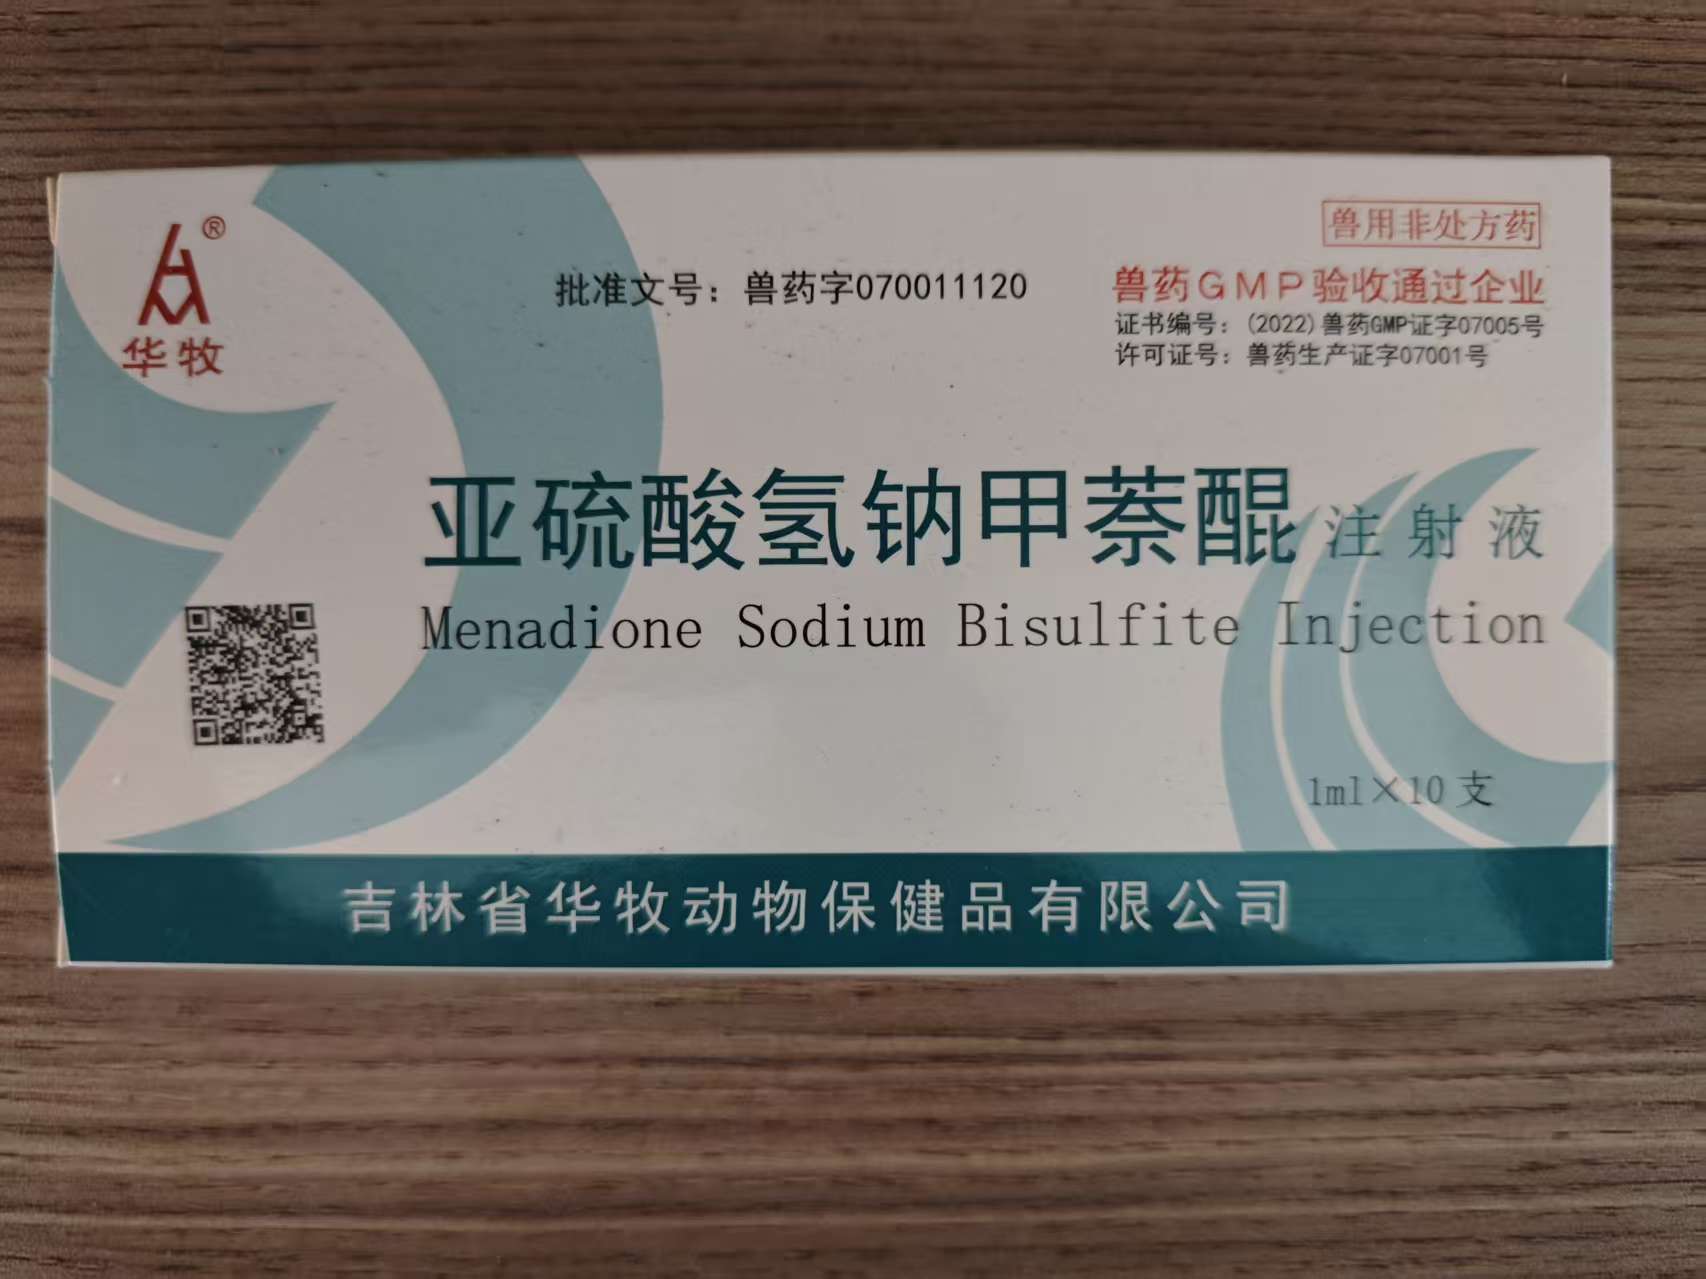 兽用非处方药
批准文号：兽药字070011120
兽药GMP验收通过企业
证书编号：(2022)兽药GMP证字07005号
许可证号：兽药生产证字07001号
®
华牧
亚硫酸氢钠甲萘醌 注射液
Menadione Sodium Bisulfite Injection
1ml×10支
吉林省华牧动物保健品有限公司